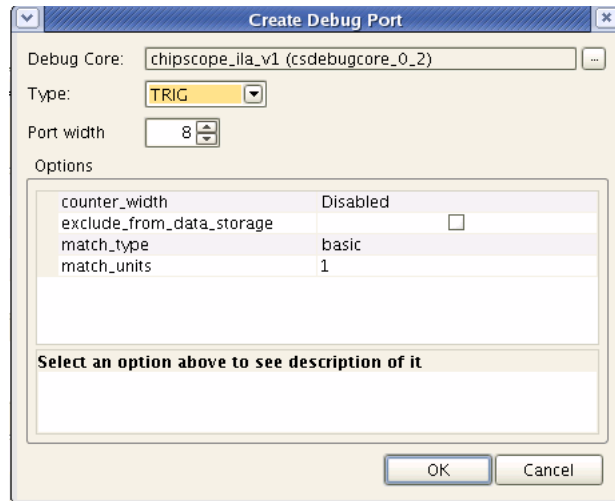 Create Debug Port
Debug Core: chipscope_ila_v1 (csdebugcore_0_2) ...
Type: TRIG
Port width 8
Options
counter_width Disabled
exclude_from_data_storage
match_type basic
match_units 1
Select an option above to see description of it
OK Cancel